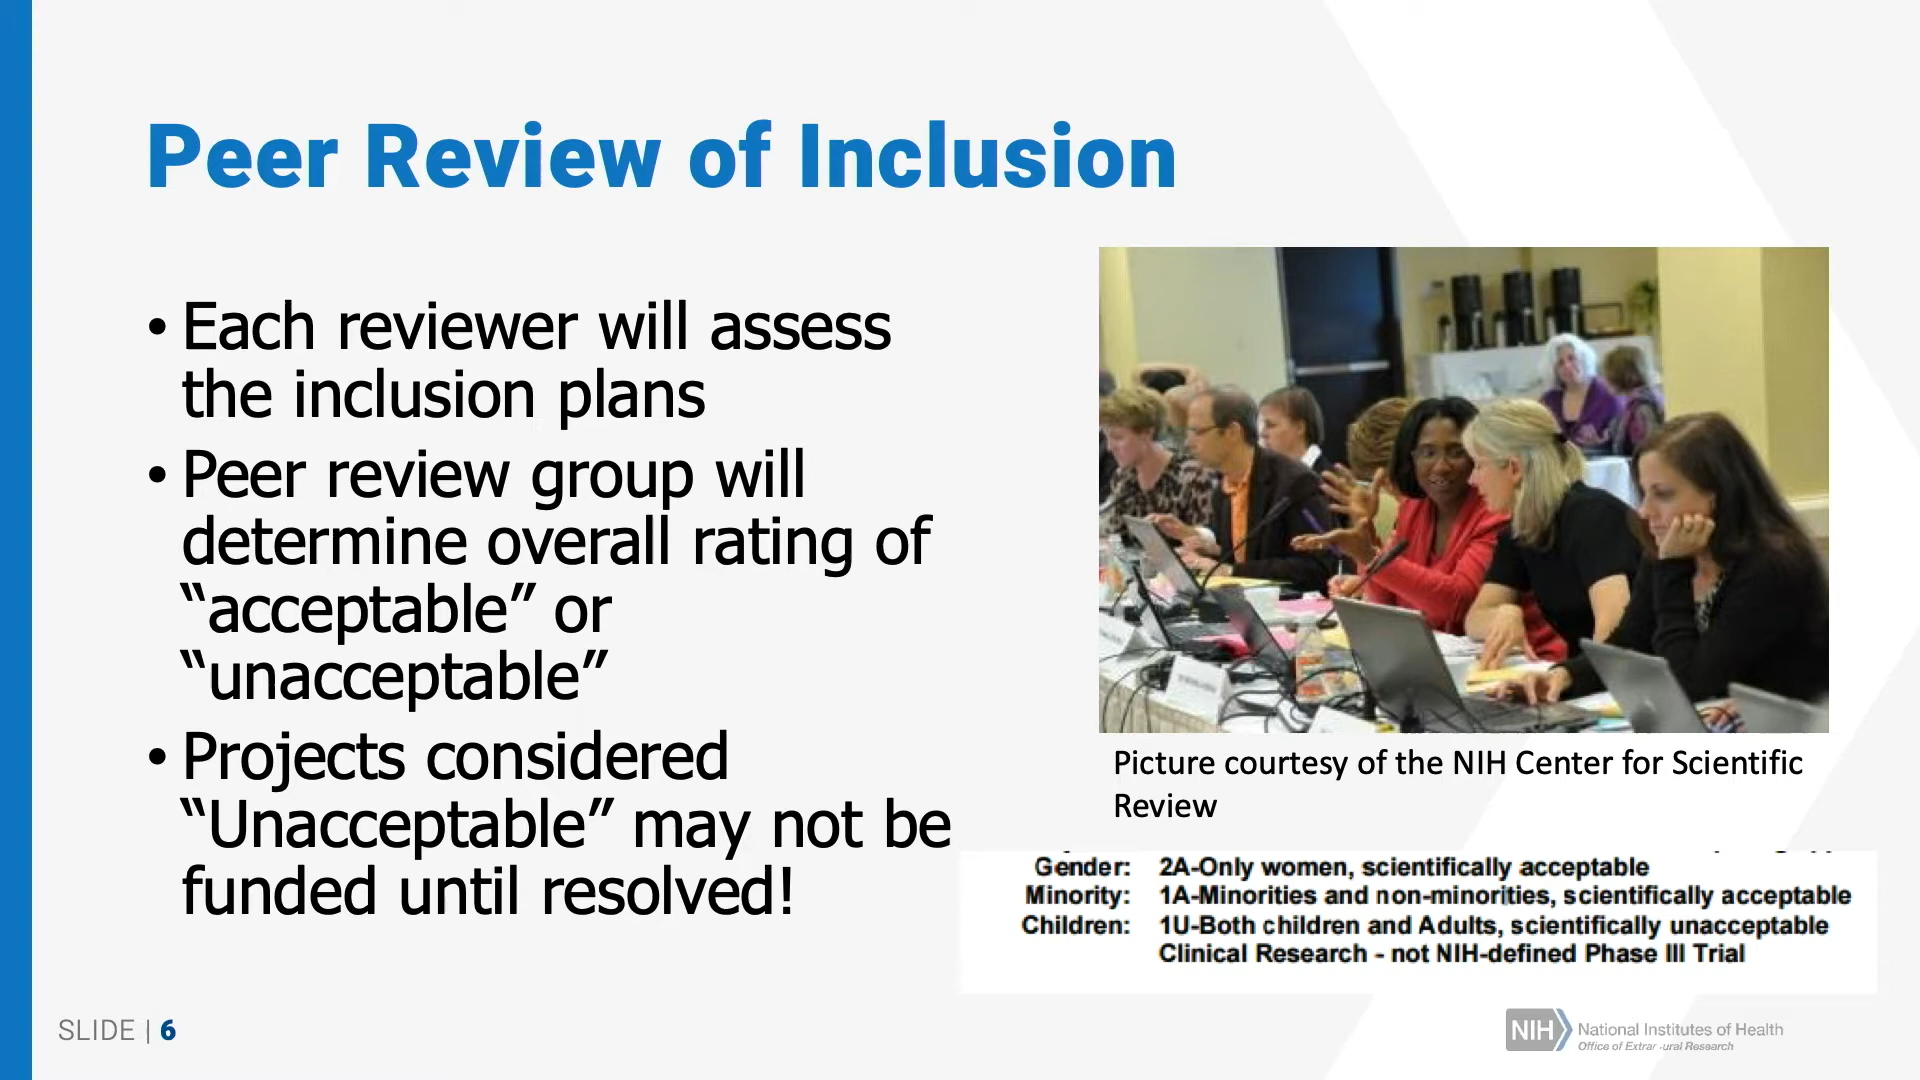 Peer Review of Inclusion
• Each reviewer will assess
the inclusion plans
• Peer review group will
determine overall rating of
“acceptable” or
“unacceptable”
• Projects considered
“Unacceptable” may not be
funded until resolved!
Picture courtesy of the NIH Center for Scientific
Review
Gender: 2A-Only women, scientifically acceptable
Minority: 1A-Minorities and non-minorities, scientifically acceptable
Children: 1U-Both children and Adults, scientifically unacceptable
Clinical Research - not NIH-defined Phase III Trial
SLIDE | 6
NIH National Institutes of Health
Office of Research